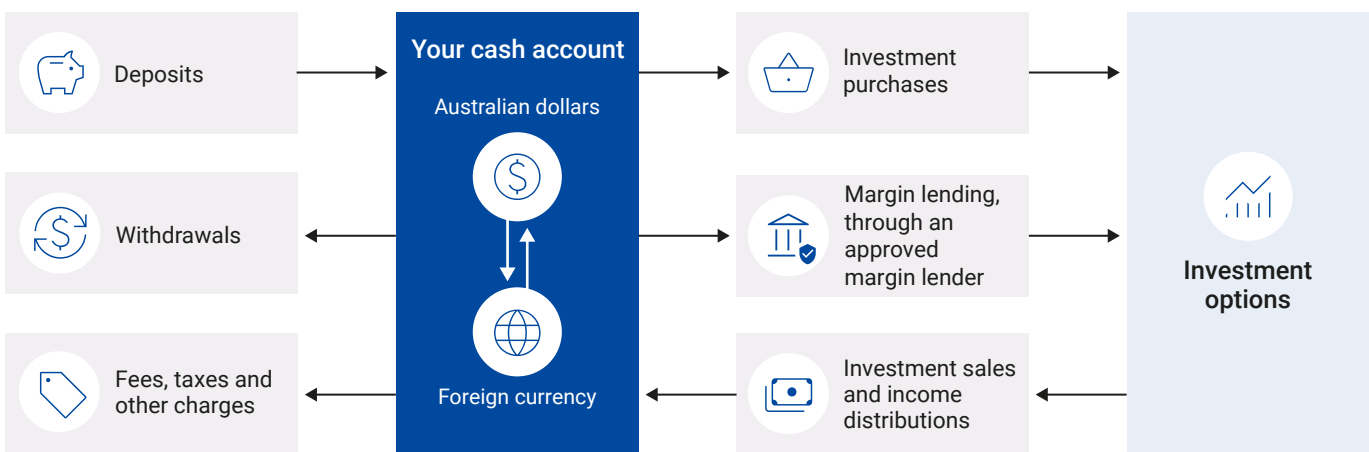 Deposits
Withdrawals
Fees, taxes and
other charges
Your cash account
Australian dollars
Foreign currency
Investment
purchases
Margin lending,
through an
approved
margin lender
Investment sales
and income
distributions
Investment
options